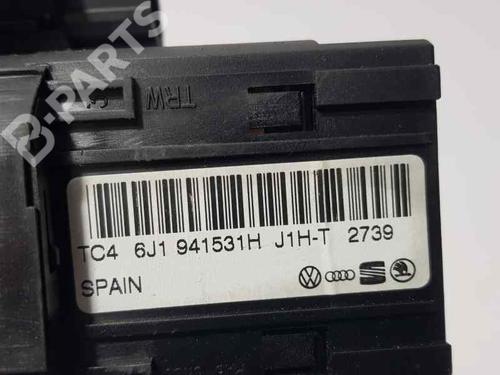 B-PARTS
TRW
TC4 6J1 941531H J1H-T 2739
SPAIN